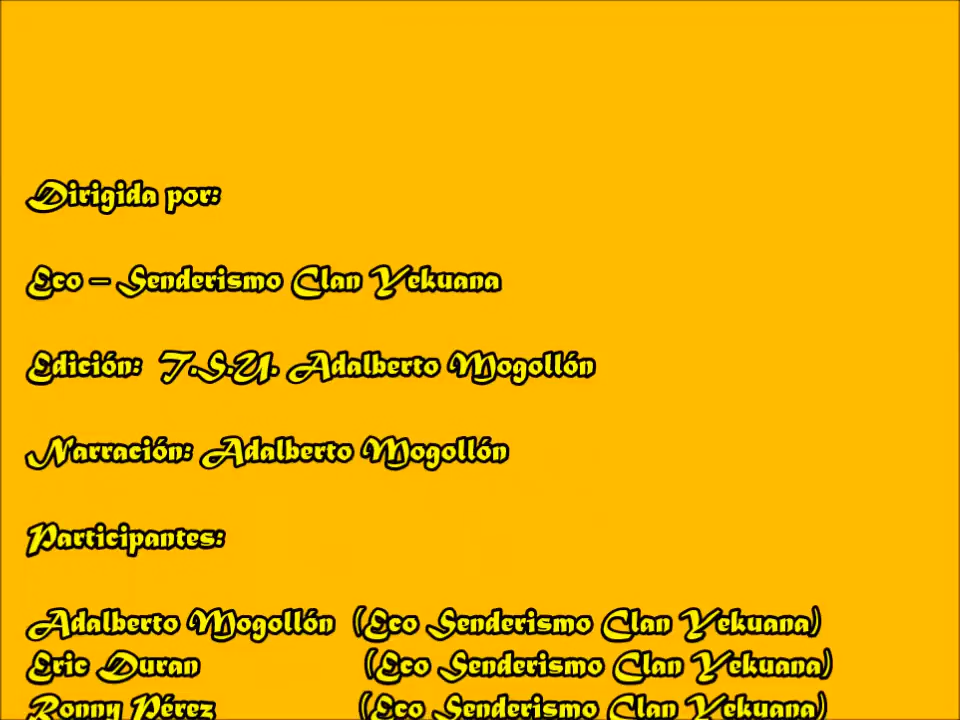 Dirigida por:
Eco – Senderismo Clan Yekuana
Edición: T.S.U. Adalberto Mogollón
Narración: Adalberto Mogollón
Participantes:
Adalberto Mogollón (Eco Senderismo Clan Yekuana)
Eric Duran (Eco Senderismo Clan Yekuana)
Ronny Pérez (Eco Senderismo Clan Yekuana)